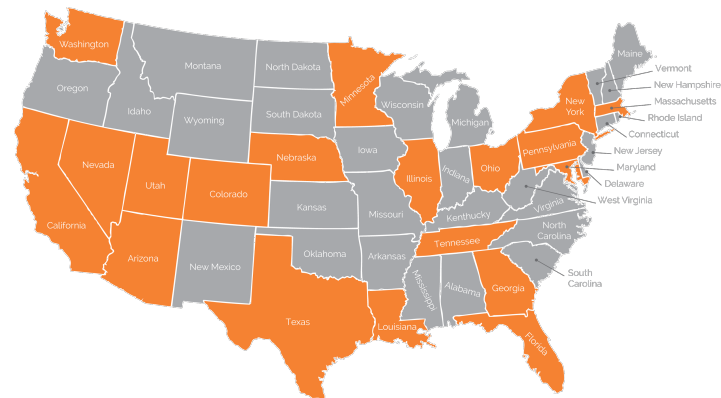 Washington
Oregon
California
Nevada
Idaho
Montana
Wyoming
Utah
Colorado
Arizona
New Mexico
North Dakota
South Dakota
Nebraska
Kansas
Oklahoma
Texas
Minnesota
Iowa
Missouri
Arkansas
Louisiana
Wisconsin
Illinois
Michigan
Indiana
Ohio
Kenthucky
Tennessee
Mississippi
Alabama
Georgia
Florida
South
Carolina
North
Carolina
Virginia
West Virginia
Delaware
Maryland
New Jersey
Pennsylvania
New
York
Connecticut
Rhode Island
Massachusetts
New Hampshire
Vermont
Maine